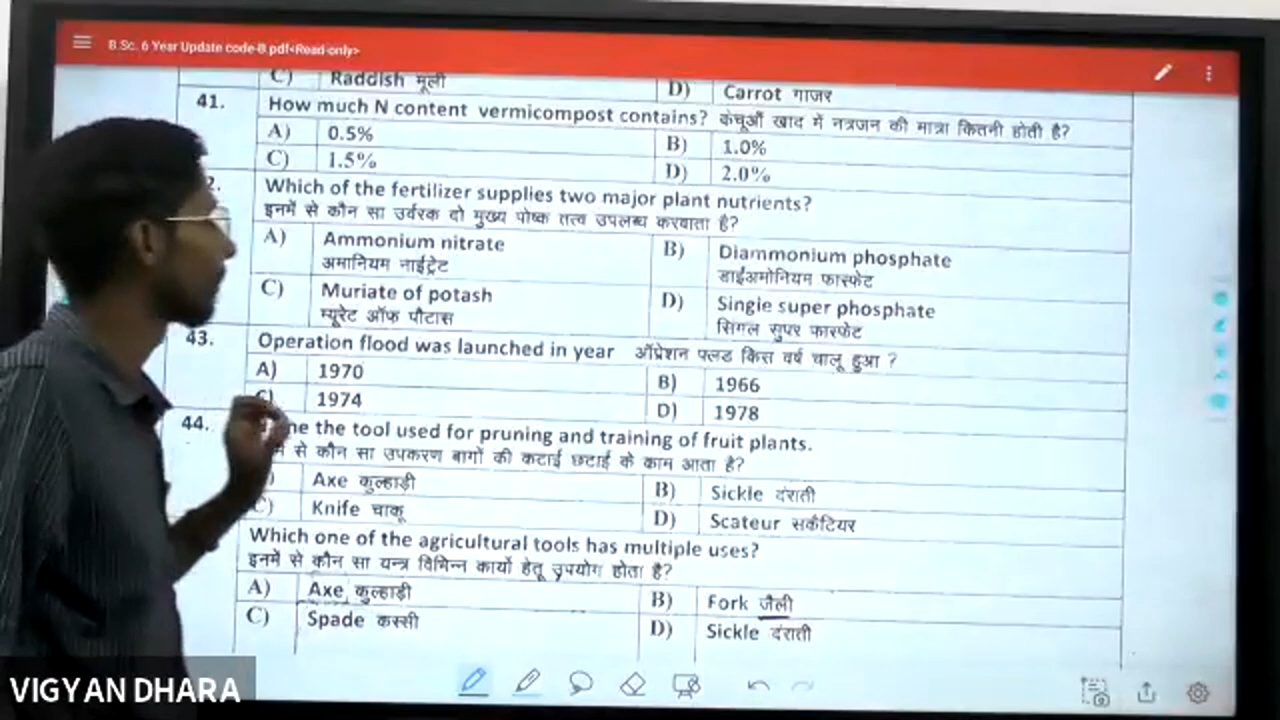 B.Sc. 6 Year Update code-B.pdf<Read-only>
C) Raddish मूली D) Carrot गाजर
41. How much N content vermicompost contains? कंचूओं खाद में नत्रजन की मात्रा कितनी होती है?
A) 0.5% B) 1.0%
C) 1.5% D) 2.0%
2. Which of the fertilizer supplies two major plant nutrients?
इनमें से कौन सा उर्वरक दो मुख्य पोष्क तत्व उपलब्ध करवाता है?
A) Ammonium nitrate B) Diammonium phosphate
अमानियम नाईट्रेट डाईअमोनियम फास्फेट
C) Muriate of potash D) Single super phosphate
म्यूरेट ऑफ पौटास सिंगल सुपर फारफेट
43. Operation flood was launched in year ऑप्रेशन फ्लड किस वर्ष चालू हुआ ?
A) 1970 B) 1966
C) 1974 D) 1978
44. ne the tool used for pruning and training of fruit plants.
में से कौन सा उपकरण बागों की कटाई छटाई के काम आता है?
) Axe कुल्हाड़ी B) Sickle दंराती
C) Knife चाकू D) Scateur सकैटियर
Which one of the agricultural tools has multiple uses?
इनमें से कौन सा यन्त्र विभिन्न कार्यो हेतू उपयोग होता है?
A) Axe कुल्हाड़ी B) Fork जैली
C) Spade कस्सी D) Sickle दंराती
VIGYAN DHARA